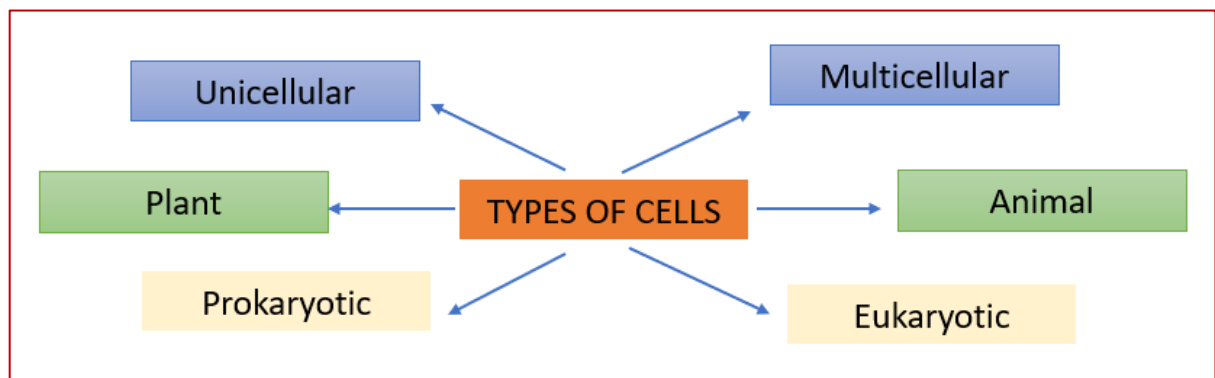 Unicellular
Multicellular
Plant
TYPES OF CELLS
Animal
Prokaryotic
Eukaryotic